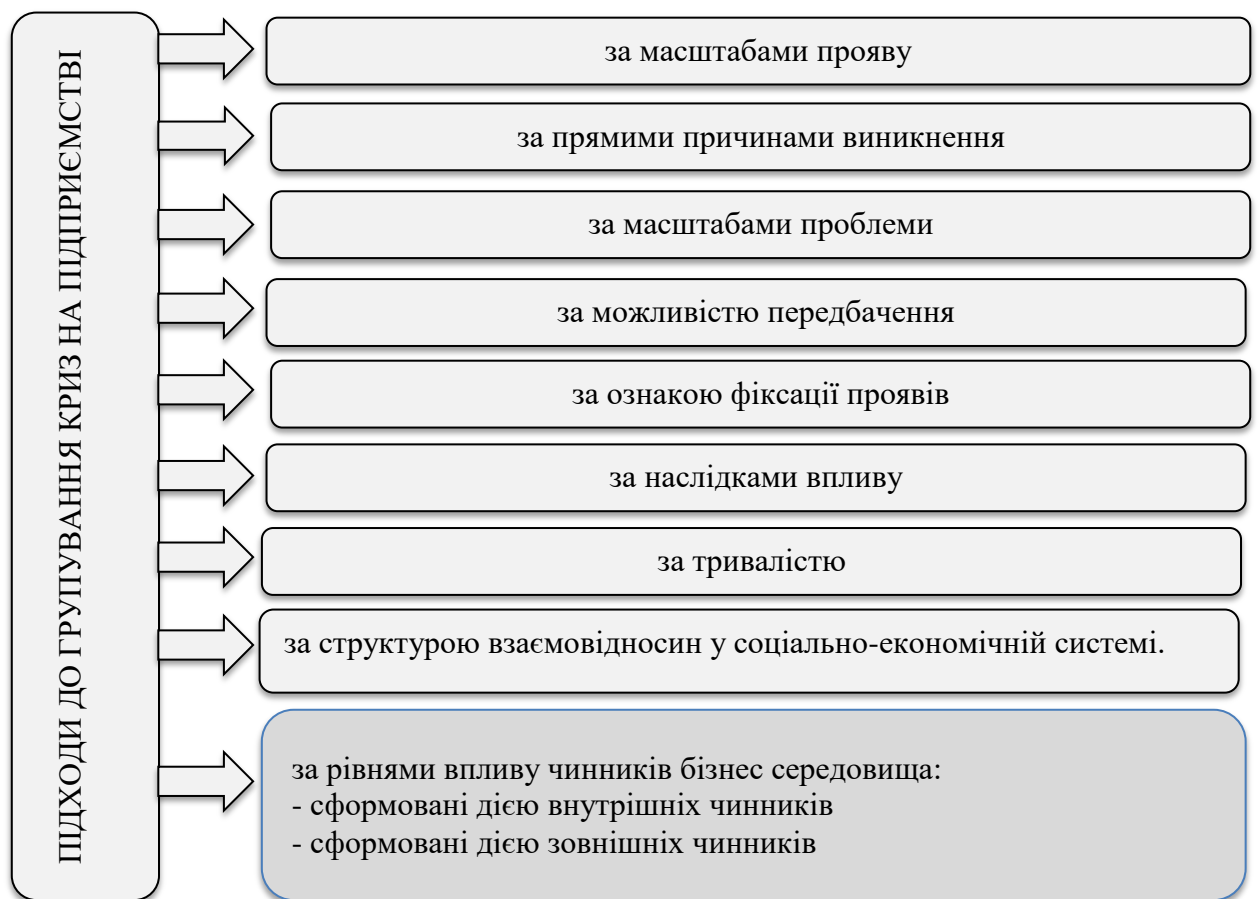 ПІДХОДИ ДО ГРУПУВАННЯ КРИЗ НА ПІДПРИЄМСТВІ
за масштабами прояву
за прямими причинами виникнення
за масштабами проблеми
за можливістю передбачення
за ознакою фіксації проявів
за наслідками впливу
за тривалістю
за структурою взаємовідносин у соціально-економічній системі.
за рівнями впливу чинників бізнес середовища:
- сформовані дією внутрішніх чинників
- сформовані дією зовнішніх чинників